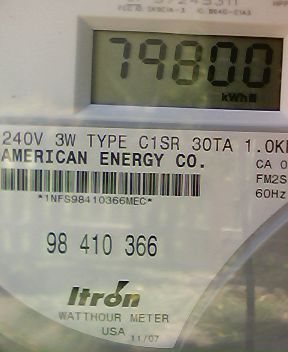 79800
kWh
240V 3W TYPE C1SR 30TA 1.0K
AMERICAN ENERGY CO.
CA 0
FM2S
60Hz
*1NFS98410366MEC*
98 410 366
Itron
WATTHOUR METER
USA 11/07